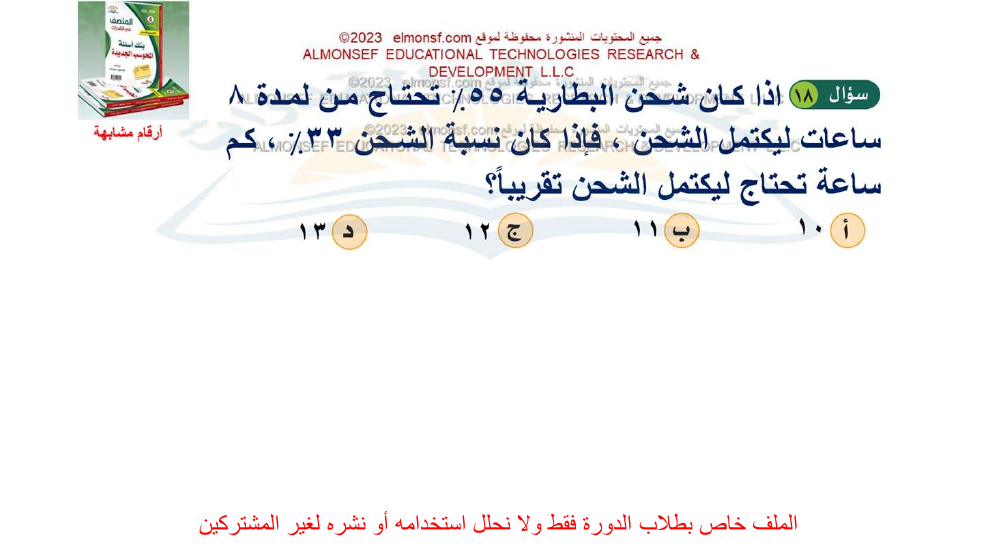 جميع المحتويات المنشورة محفوظة لموقع elmonsf.com ©2023
ALMONSEF EDUCATIONAL TECHNOLOGIES RESEARCH &
DEVELOPMENT L.L.C
المنصف
في القدرات
بنك أسئلة
المحوسب الجديدة
أرقام مشابهة
سؤال ١٨ اذا كان شحن البطارية ٥٥٪ تحتاج من لمدة ٨
ساعات ليكتمل الشحن ، فإذا كان نسبة الشحن ٣٣٪ ، كم
ساعة تحتاج ليكتمل الشحن تقريباً؟
أ ١٠ ب ١١ ج ١٢ د ١٣
الملف خاص بطلاب الدورة فقط ولا نحلل استخدامه أو نشره لغير المشتركين